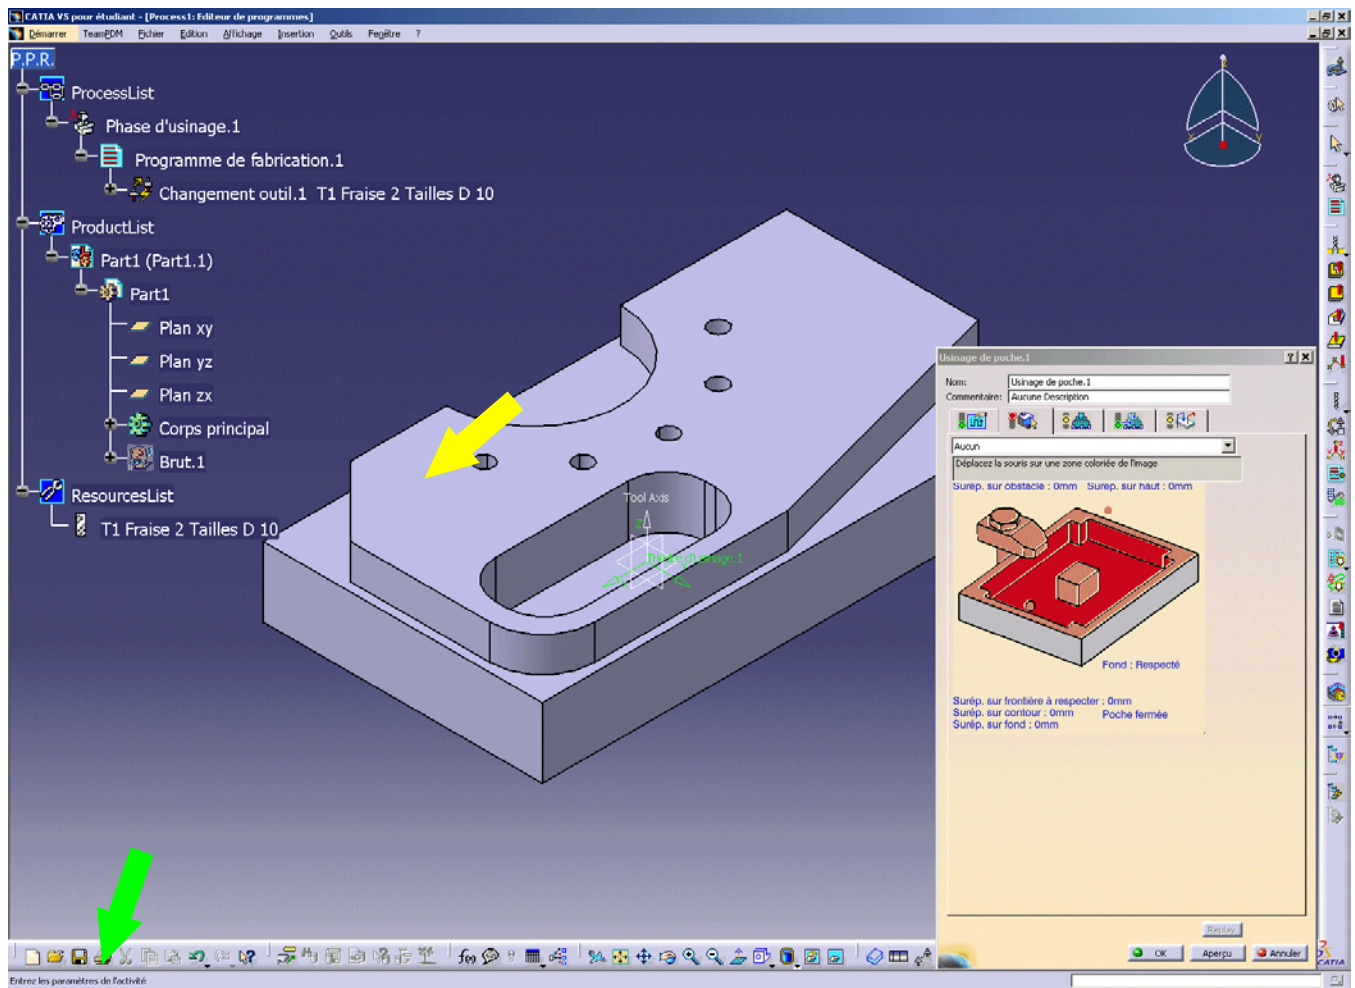 CATIA V5 pour étudiant - [Process1: Editeur de programmes]
Démarrer TeamPDM Fichier Edition Affichage Insertion Outils Fenêtre ?
P.P.R.
ProcessList
Phase d'usinage.1
Programme de fabrication.1
Changement outil.1 T1 Fraise 2 Tailles D 10
ProductList
Part1 (Part1.1)
Part1
Plan xy
Plan yz
Plan zx
Corps principal
Brut.1
ResourcesList
T1 Fraise 2 Tailles D 10
Tool Axis
Z
Usinage de poche.1
Nom: Usinage de poche.1
Commentaire: Aucune Description
Aucun
Déplacez la souris sur une zone coloriée de l'image
Surép. sur obstacle : 0mm Surép. sur haut : 0mm
Fond : Respecté
Surép. sur frontière à respecter : 0mm
Surép. sur contour : 0mm Poche fermée
Surép. sur fond : 0mm
Replay
OK Aperçu Annuler
f(x)
CATIA
Entrez les paramètres de l'activité